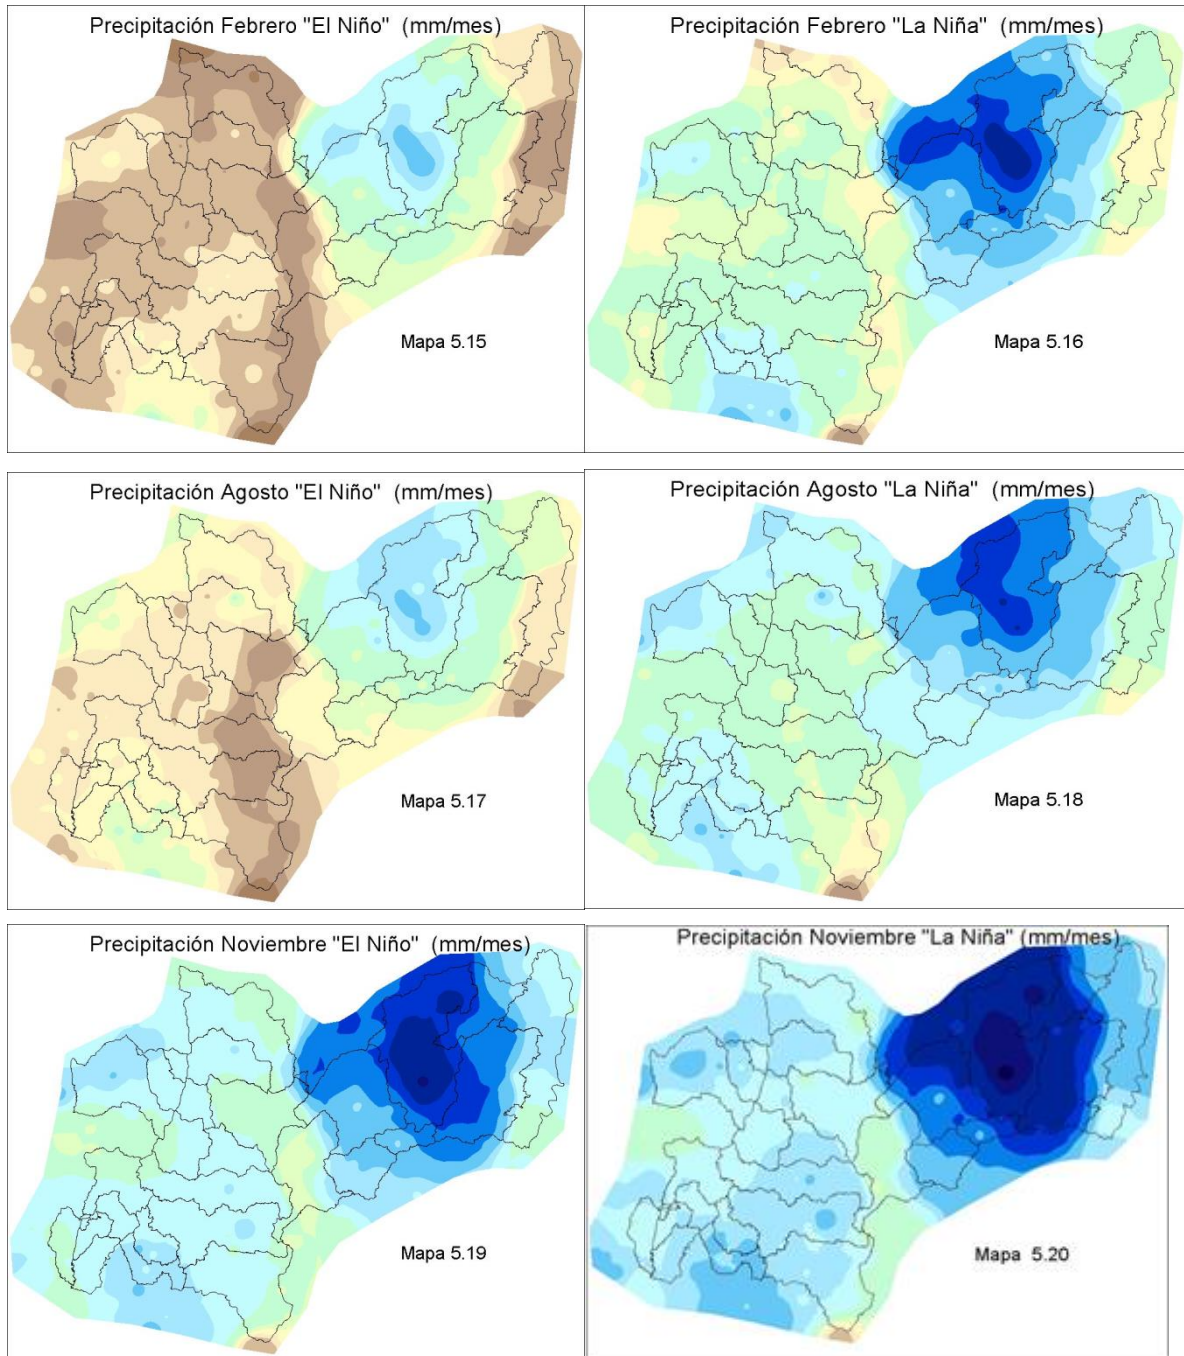 Precipitación Febrero "El Niño" (mm/mes)
Mapa 5.15
Precipitación Febrero "La Niña" (mm/mes)
Mapa 5.16
Precipitación Agosto "El Niño" (mm/mes)
Mapa 5.17
Precipitación Agosto "La Niña" (mm/mes)
Mapa 5.18
Precipitación Noviembre "El Niño" (mm/mes)
Mapa 5.19
Precipitación Noviembre "La Niña" (mm/mes)
Mapa 5.20